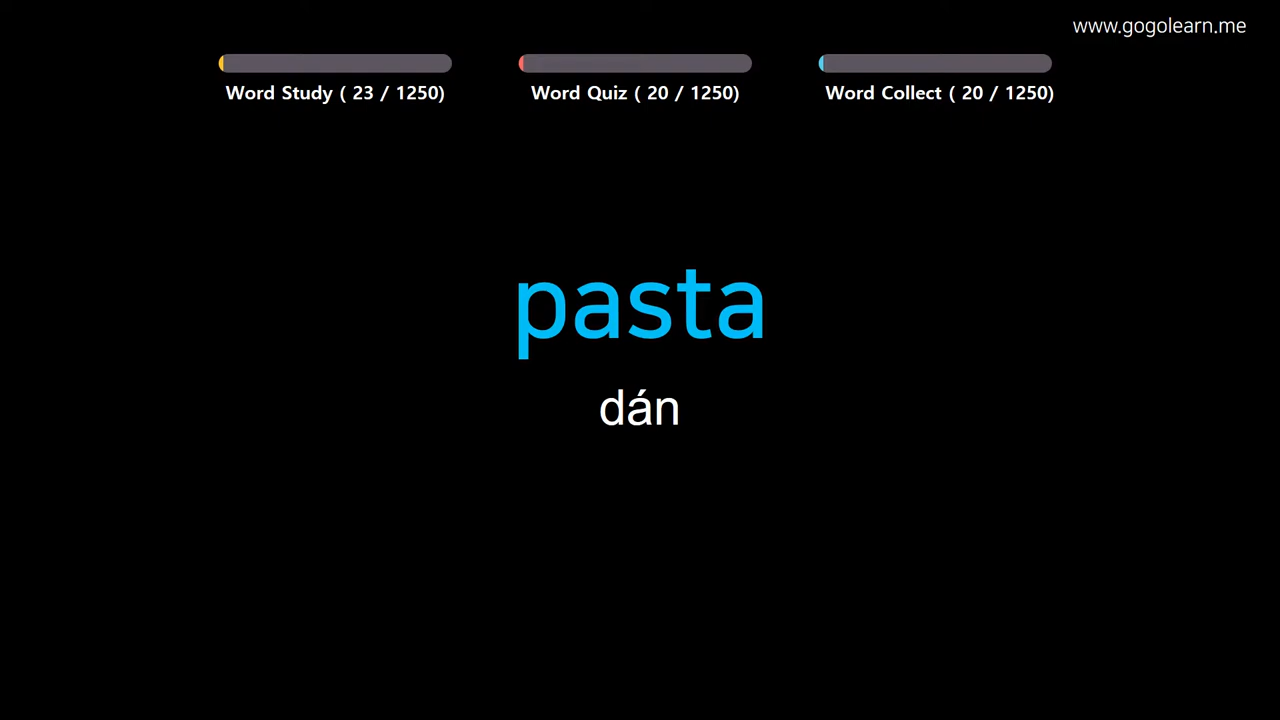 www.gogolearn.me
Word Study ( 23 / 1250)
Word Quiz ( 20 / 1250)
Word Collect ( 20 / 1250)
pasta
dán